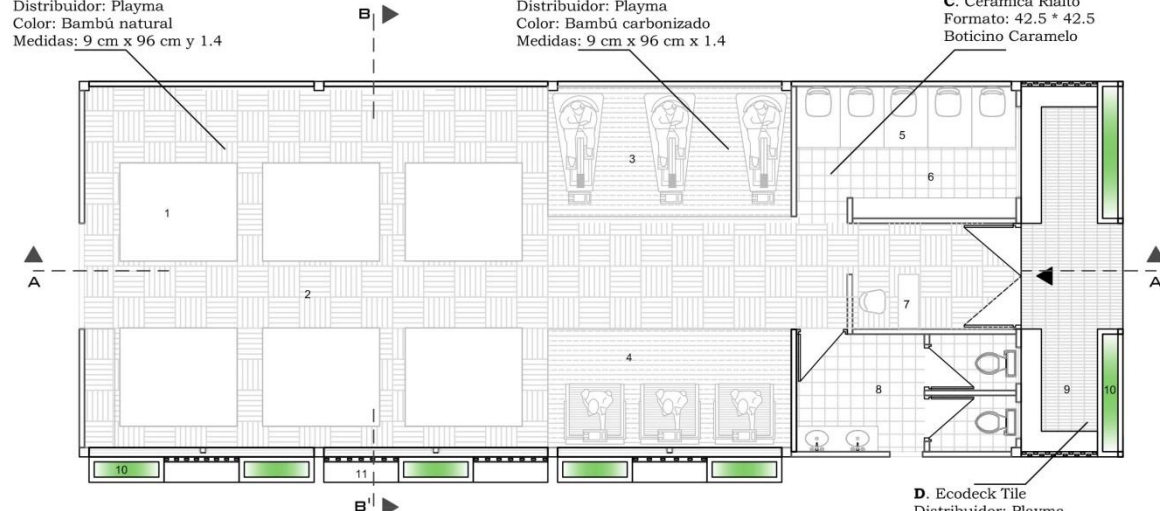 Distribuidor: Playma
Color: Bambú natural
Medidas: 9 cm x 96 cm y 1.4
B
Distribuidor: Playma
Color: Bambú carbonizado
Medidas: 9 cm x 96 cm x 1.4
C. Cerámica Rialto
Formato: 42.5 * 42.5
Boticino Caramelo
1
2
3
4
5
6
7
8
9
10
A
A
10
11
B'
D. Ecodeck Tile
Distribuidor: Playma